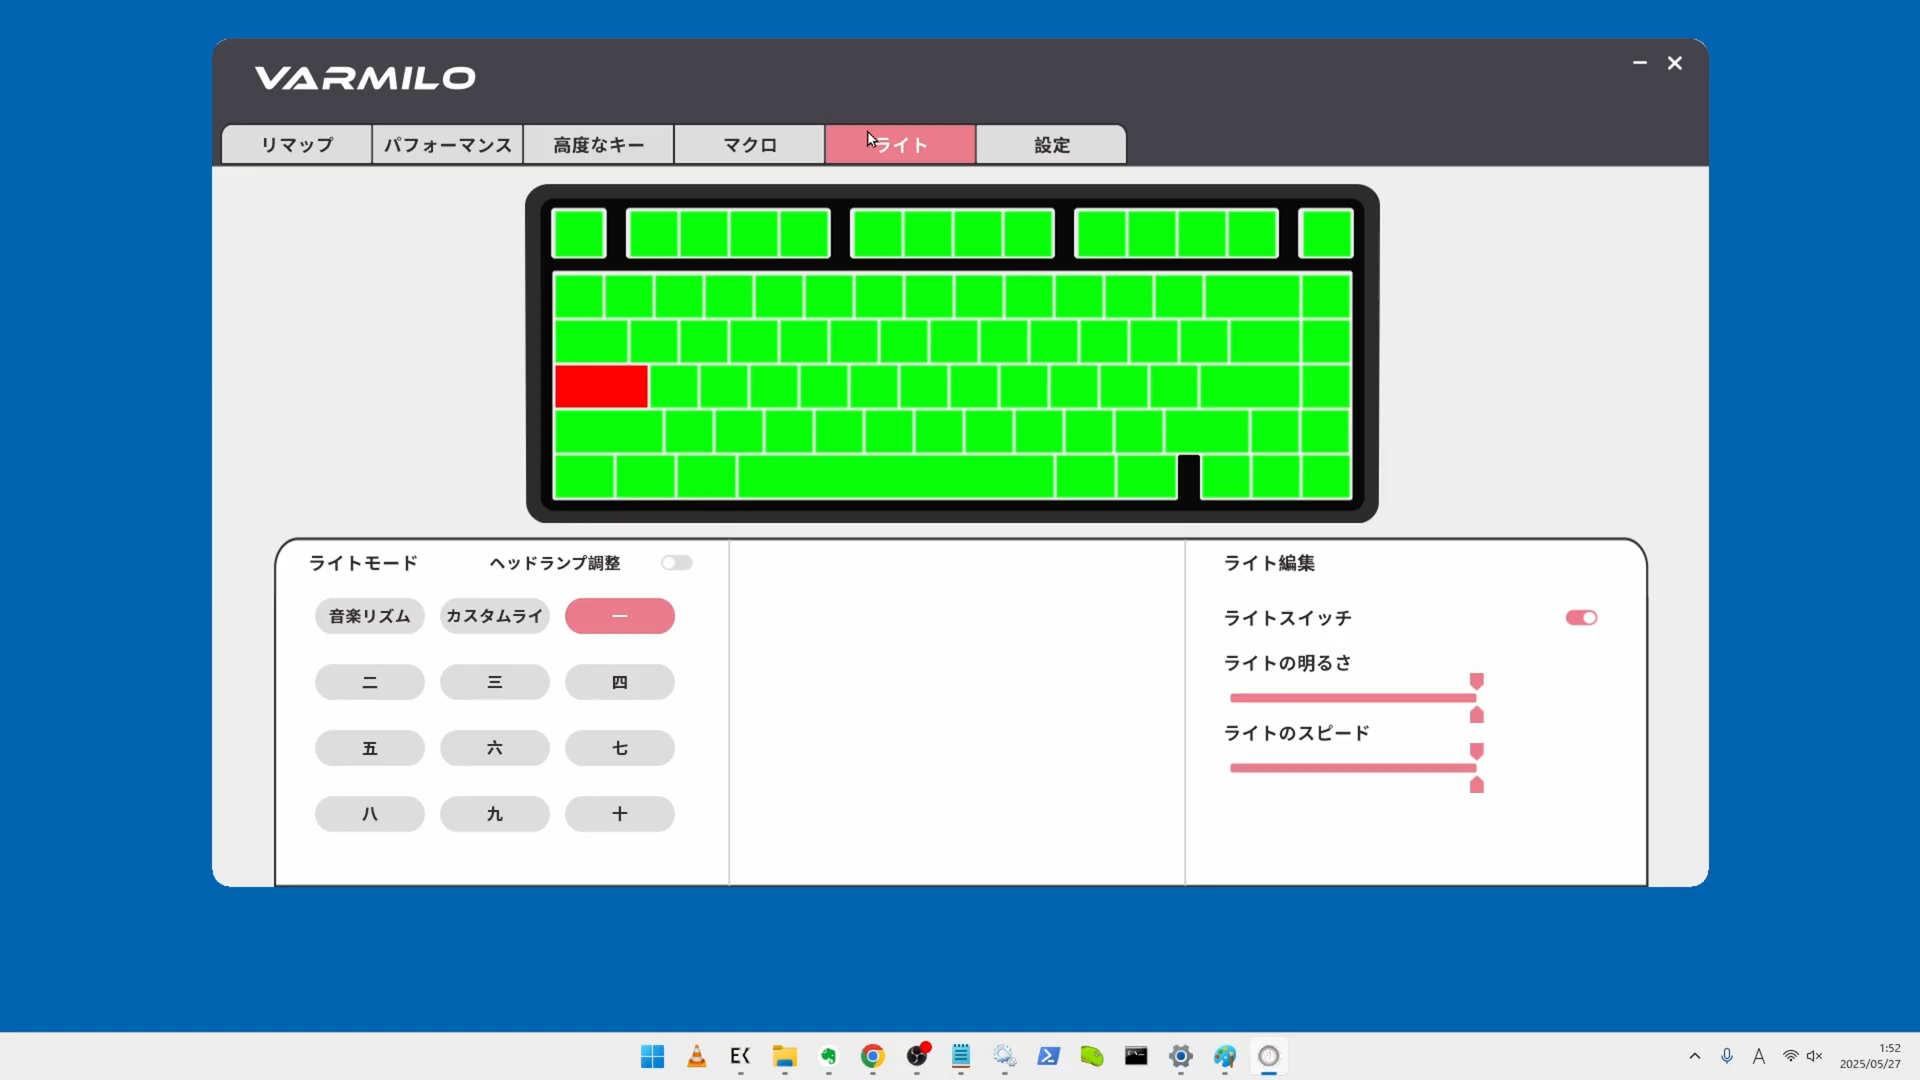 VARMILO
リマップ
パフォーマンス
高度なキー
マクロ
ライト
設定
ライトモード
ヘッドランプ調整
音楽リズム
カスタムライ
一
二
三
四
五
六
七
八
九
十
ライト編集
ライトスイッチ
ライトの明るさ
ライトのスピード
A
1:52
2025/05/27